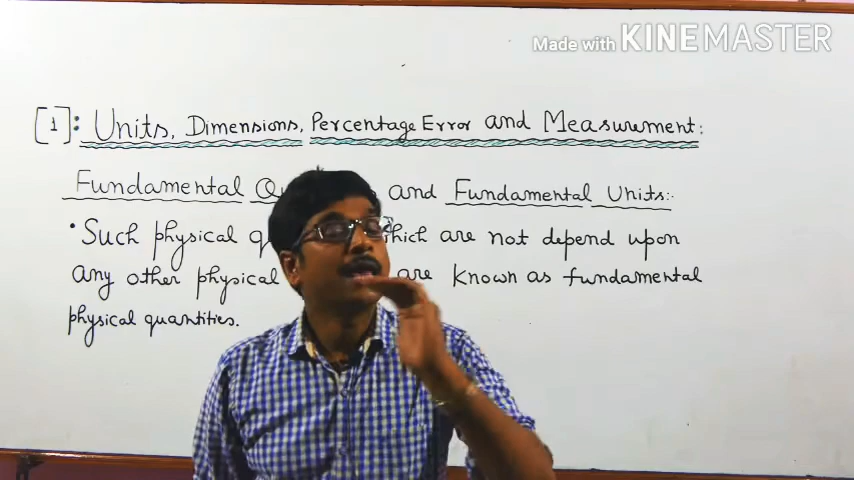 Made with KINEMASTER
[1]: Units, Dimensions, Percentage Error and Measurement:
Fundamental and Fundamental Units:
• Such physical which are not depend upon
any other physical are known as fundamental
physical quantities.